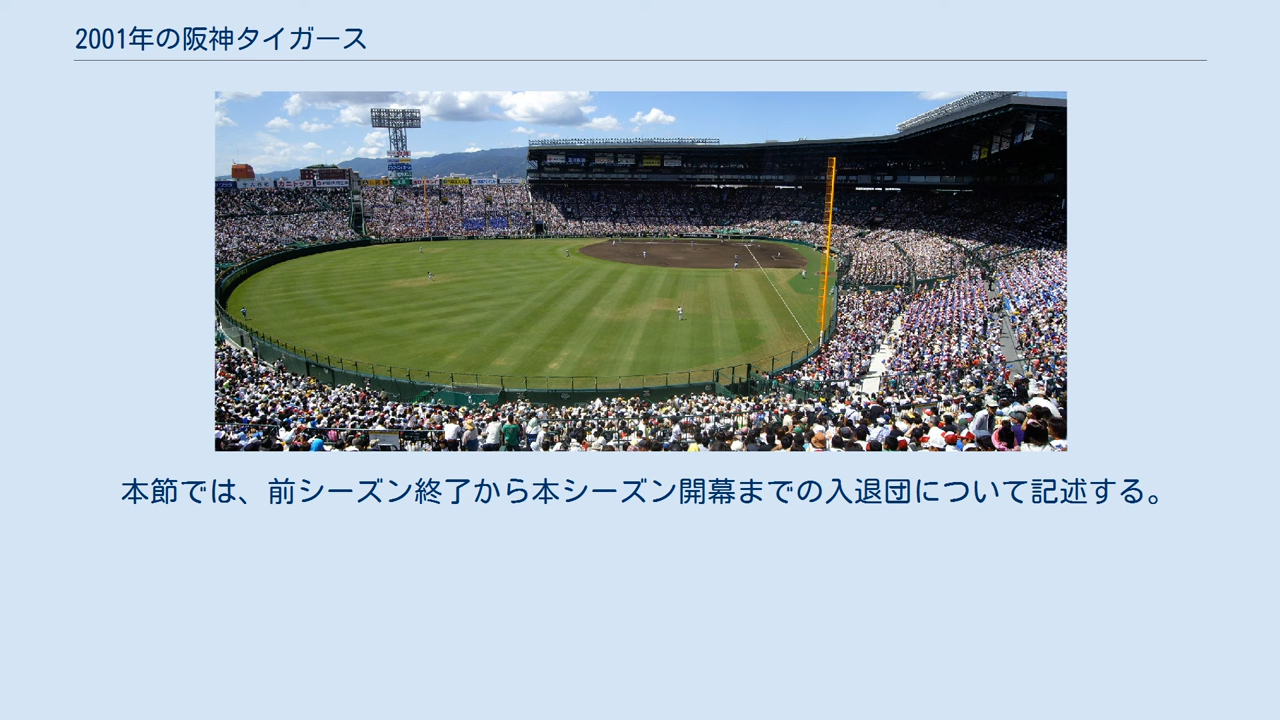 2001年の阪神タイガース
本節では、前シーズン終了から本シーズン開幕までの入退団について記述する。